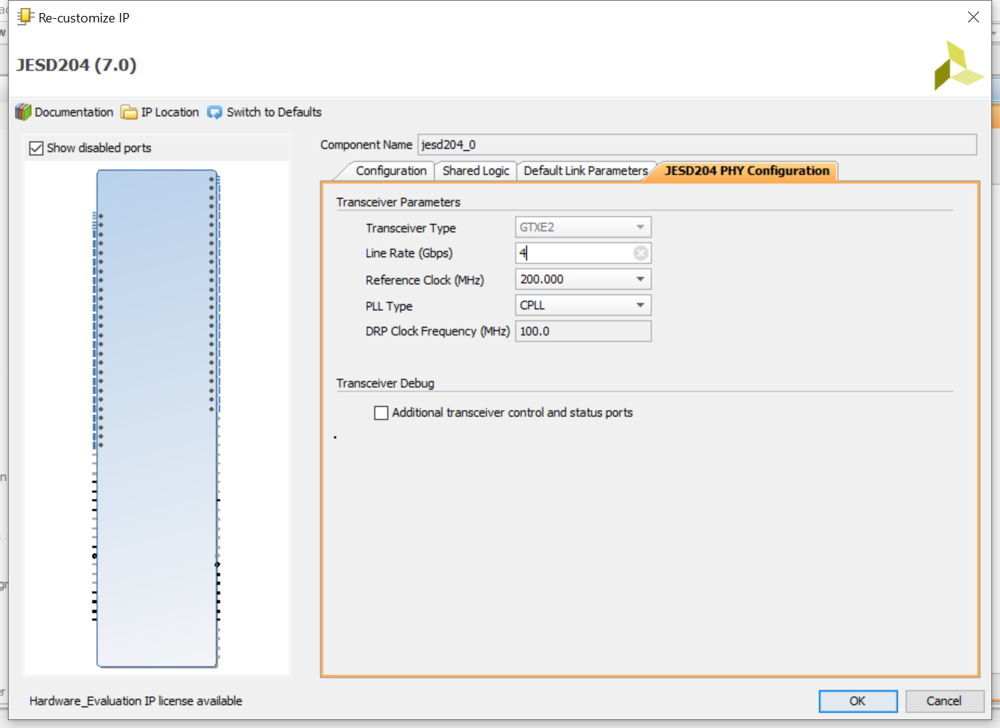 Re-customize IP
JESD204 (7.0)
Documentation IP Location Switch to Defaults
Show disabled ports
Component Name jesd204_0
Configuration Shared Logic Default Link Parameters JESD204 PHY Configuration
Transceiver Parameters
Transceiver Type GTXE2
Line Rate (Gbps) 4
Reference Clock (MHz) 200.000
PLL Type CPLL
DRP Clock Frequency (MHz) 100.0
Transceiver Debug
Additional transceiver control and status ports
.
Hardware_Evaluation IP license available
OK Cancel